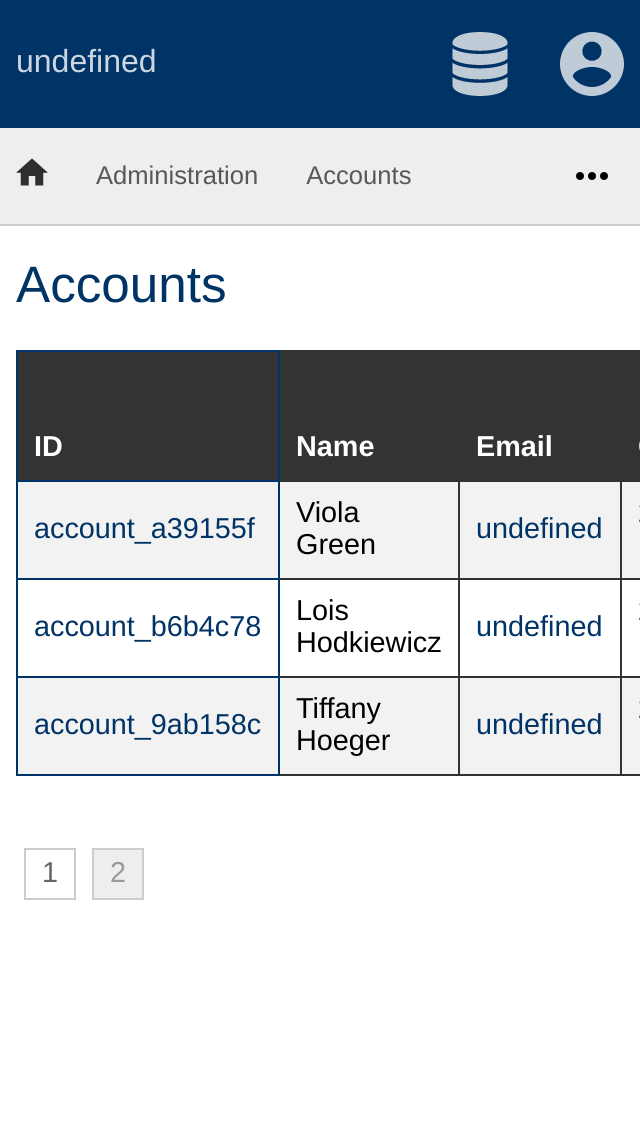 undefined
Administration Accounts
Accounts
ID Name Email
account_a39155f Viola Green undefined
account_b6b4c78 Lois Hodkiewicz undefined
account_9ab158c Tiffany Hoeger undefined
1 2